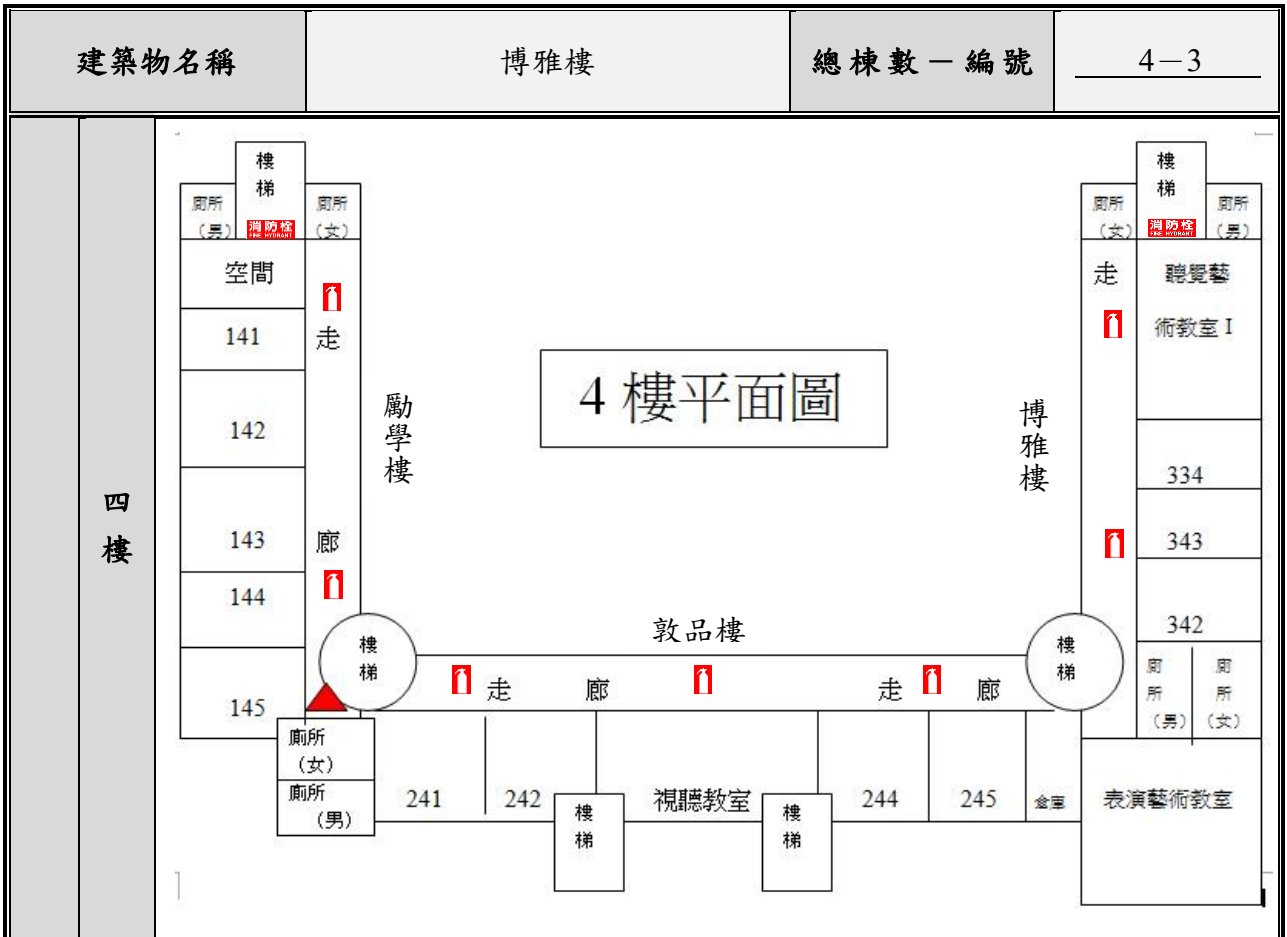 建築物名稱 博雅樓 總棟數－編號 4－3
四樓
樓梯
廁所（男）
消防栓
FIRE HYDRANT
廁所（女）
空間
141
142
143
144
145
走廊
勵學樓
4 樓平面圖
博雅樓
樓梯
廁所（女）
消防栓
FIRE HYDRANT
廁所（男）
走
聽覺藝
術教室 I
334
343
342
敦品樓
樓梯
走 廊 走 廊
樓梯
廁所（男）
廁所（女）
廁所
（女）
廁所
（男）
241
242
樓梯
視聽教室
樓梯
244
245
倉庫
表演藝術教室